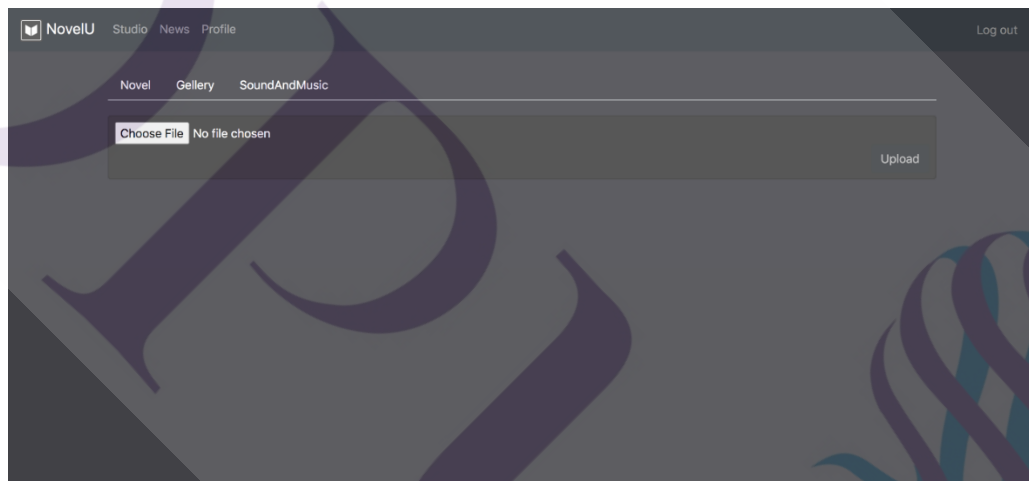 NovelU Studio News Profile Log out
Novel Gellery SoundAndMusic
Choose File No file chosen
Upload